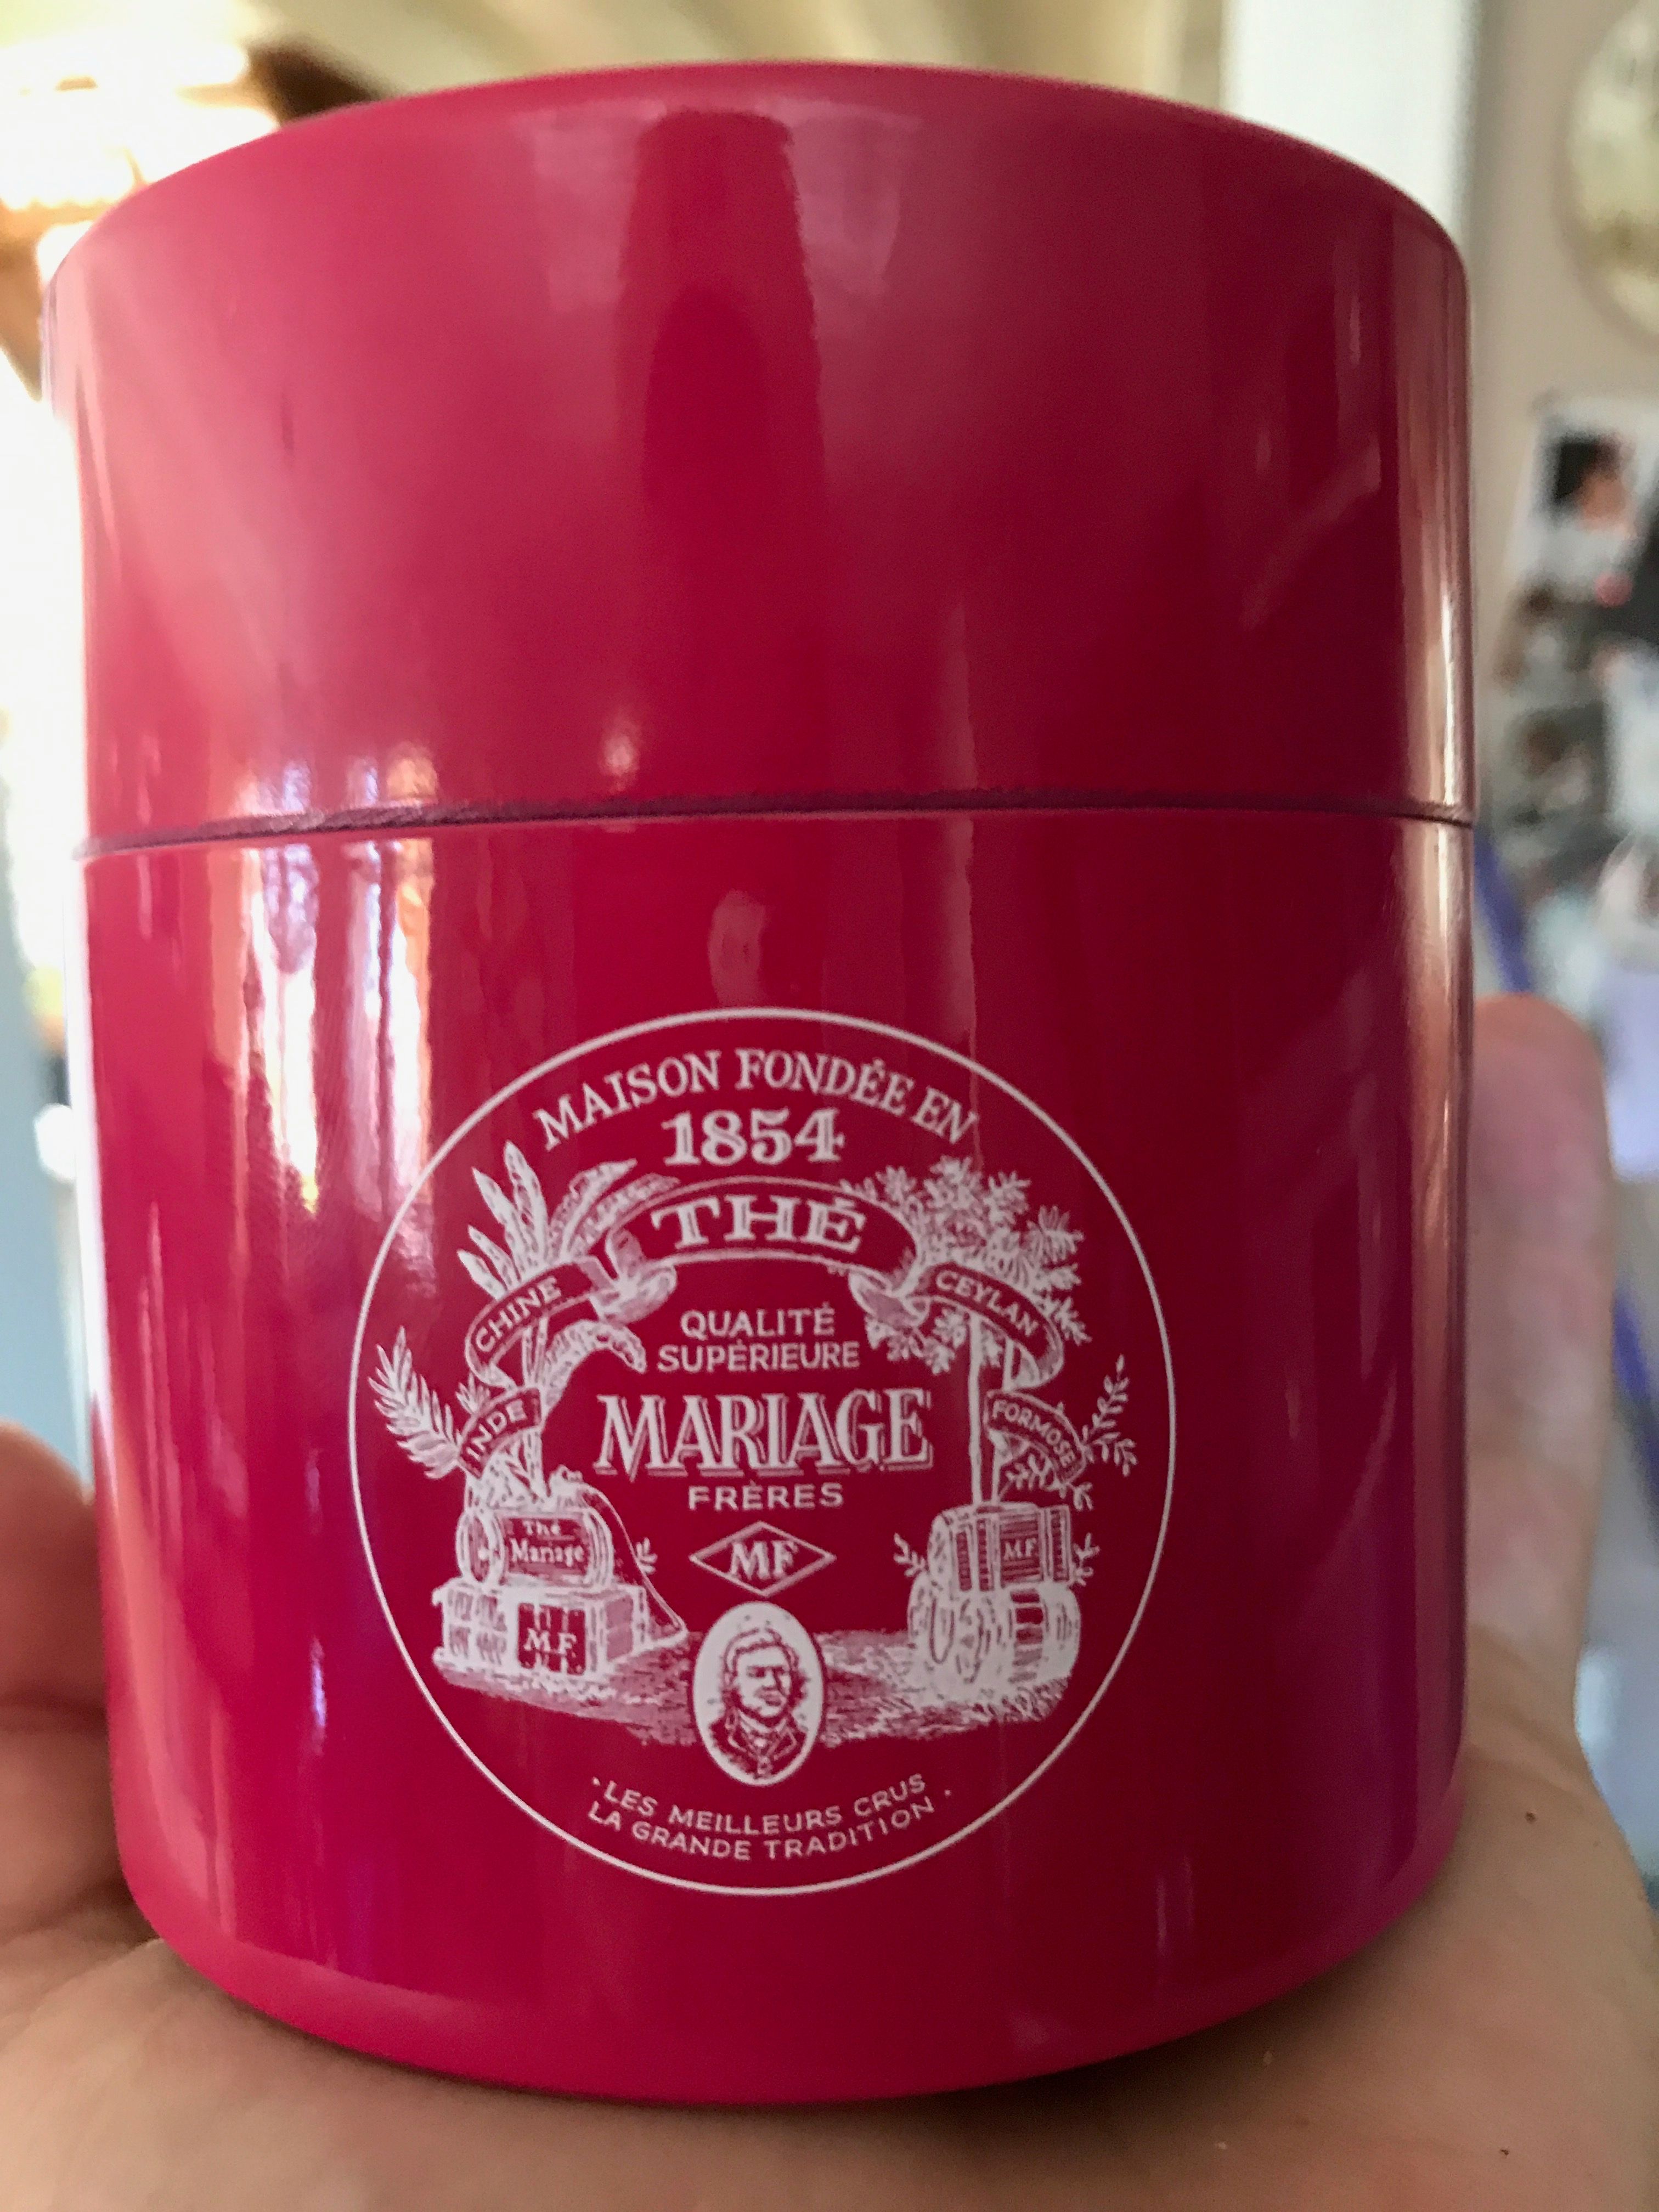 MAISON FONDÉE EN
1854
THÉ
CHINE
CEYLAN
INDE
FORMOSE
QUALITÉ
SUPÉRIEURE
MARIAGE
FRÈRES
MF
Thé
Mariage
M.F
MF
· LES MEILLEURS CRUS
LA GRANDE TRADITION ·